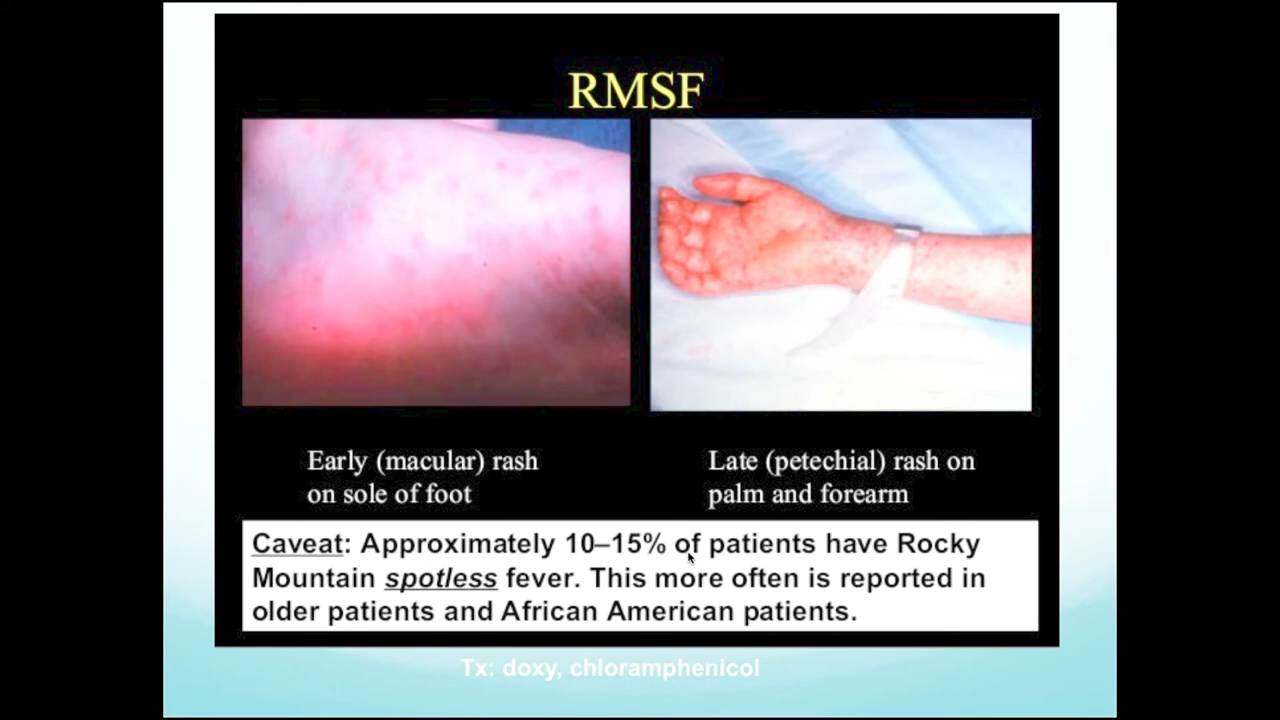 RMSF
Early (macular) rash
on sole of foot
Late (petechial) rash on
palm and forearm
Caveat: Approximately 10–15% of patients have Rocky
Mountain spotless fever. This more often is reported in
older patients and African American patients.
Tx: doxy, chloramphenicol